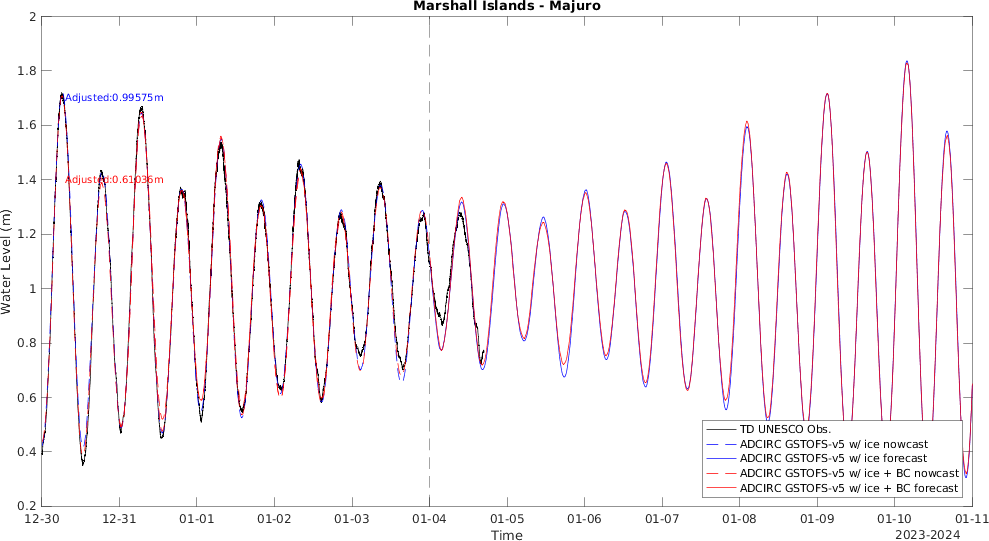 Marshall Islands - Majuro
2
1.8
1.6
1.4
1.2
1
0.8
0.6
0.4
0.2
Water Level (m)
Adjusted:0.99575m
Adjusted:0.61036m
TD UNESCO Obs.
ADCIRC GSTOFS-v5 w/ ice nowcast
ADCIRC GSTOFS-v5 w/ ice forecast
ADCIRC GSTOFS-v5 w/ ice + BC nowcast
ADCIRC GSTOFS-v5 w/ ice + BC forecast
12-30 12-31 01-01 01-02 01-03 01-04 01-05 01-06 01-07 01-08 01-09 01-10 01-11
Time
2023-2024